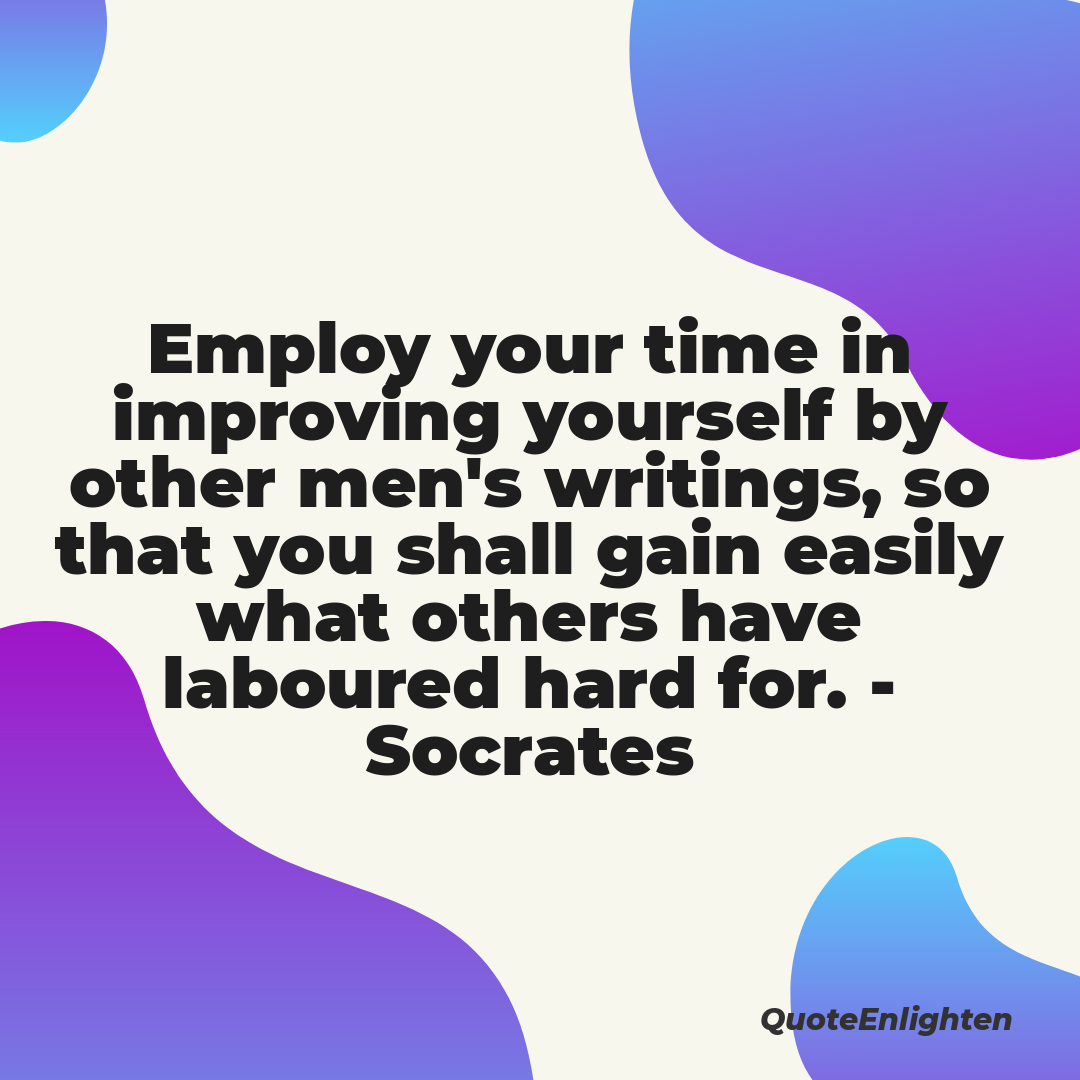 Employ your time in
improving yourself by
other men's writings, so
that you shall gain easily
what others have
laboured hard for. -
Socrates
QuoteEnlighten